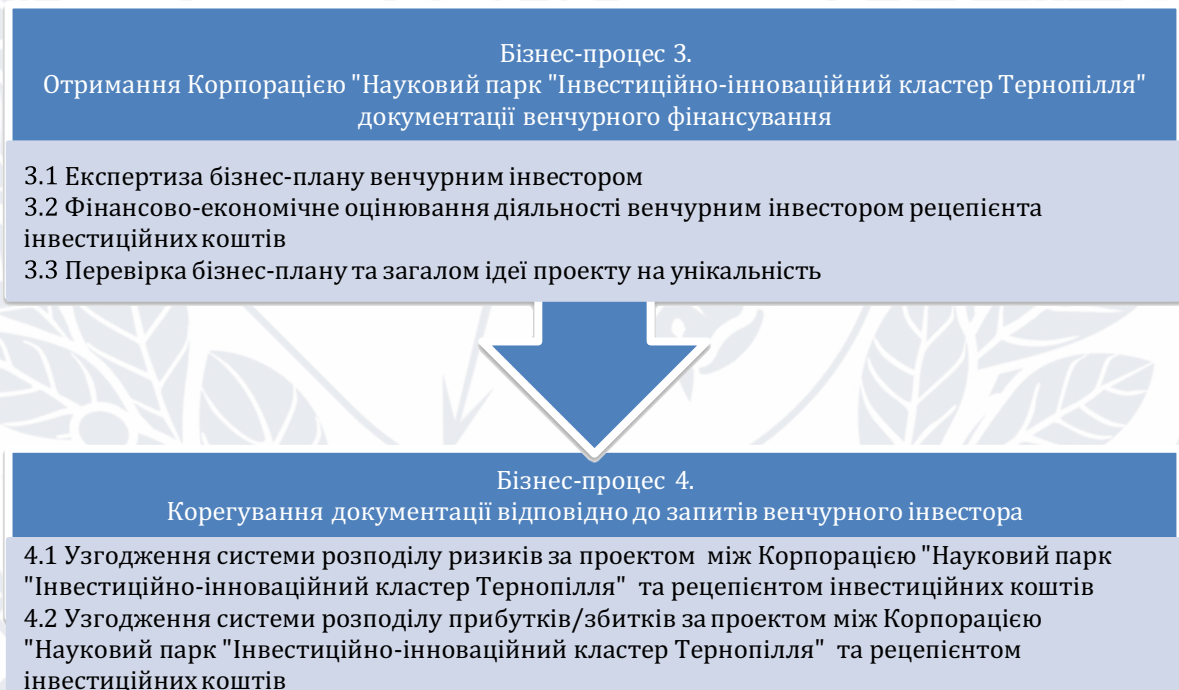 Бізнес-процес 3.
Отримання Корпорацією "Науковий парк "Інвестиційно-інноваційний кластер Тернопілля"
документації венчурного фінансування
3.1 Експертиза бізнес-плану венчурним інвестором
3.2 Фінансово-економічне оцінювання діяльності венчурним інвестором рецепієнта
інвестиційних коштів
3.3 Перевірка бізнес-плану та загалом ідеї проекту на унікальність
Бізнес-процес 4.
Корегування документації відповідно до запитів венчурного інвестора
4.1 Узгодження системи розподілу ризиків за проектом між Корпорацією "Науковий парк
"Інвестиційно-інноваційний кластер Тернопілля" та рецепієнтом інвестиційних коштів
4.2 Узгодження системи розподілу прибутків/збитків за проектом між Корпорацією
"Науковий парк "Інвестиційно-інноваційний кластер Тернопілля" та рецепієнтом
інвестиційних коштів